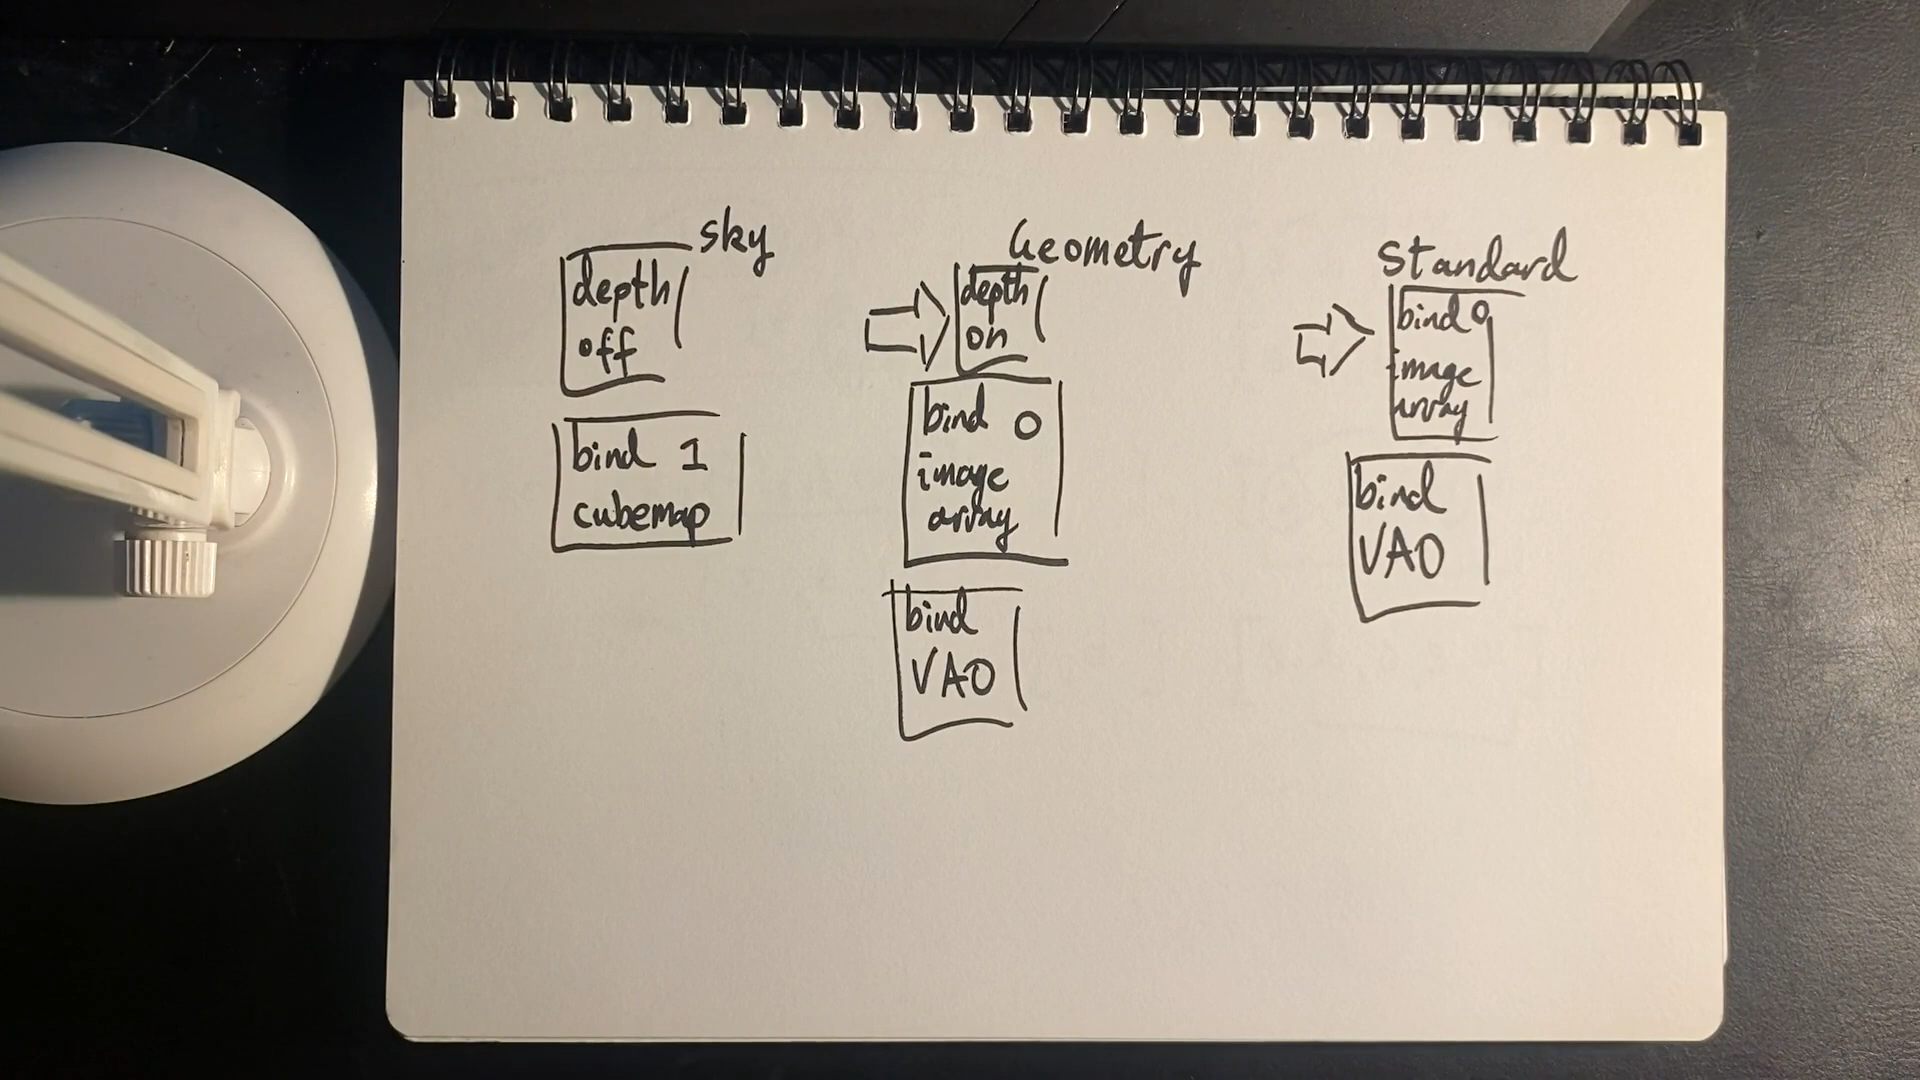 Sky
depth
off
bind 1
cubemap
Geometry
depth
on
bind 0
image
array
bind
VAO
Standard
bind 0
image
array
bind
VAO